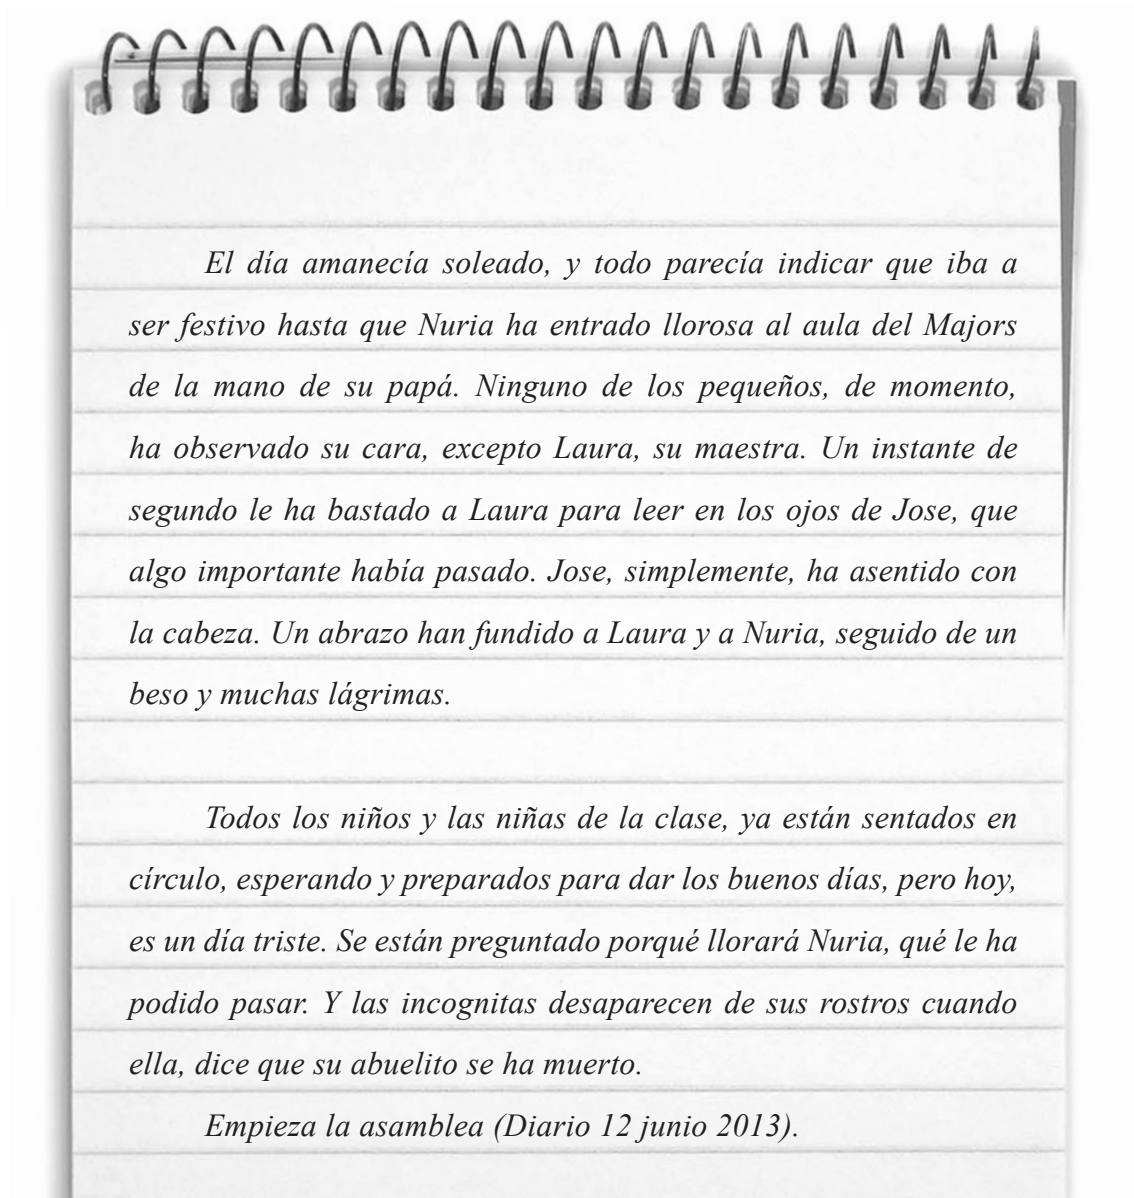 El día amanecía soleado, y todo parecía indicar que iba a
ser festivo hasta que Nuria ha entrado llorosa al aula del Majors
de la mano de su papá. Ninguno de los pequeños, de momento,
ha observado su cara, excepto Laura, su maestra. Un instante de
segundo le ha bastado a Laura para leer en los ojos de Jose, que
algo importante había pasado. Jose, simplemente, ha asentido con
la cabeza. Un abrazo han fundido a Laura y a Nuria, seguido de un
beso y muchas lágrimas.
Todos los niños y las niñas de la clase, ya están sentados en
círculo, esperando y preparados para dar los buenos días, pero hoy,
es un día triste. Se están preguntado porqué llorará Nuria, qué le ha
podido pasar. Y las incognitas desaparecen de sus rostros cuando
ella, dice que su abuelito se ha muerto.
Empieza la asamblea (Diario 12 junio 2013).